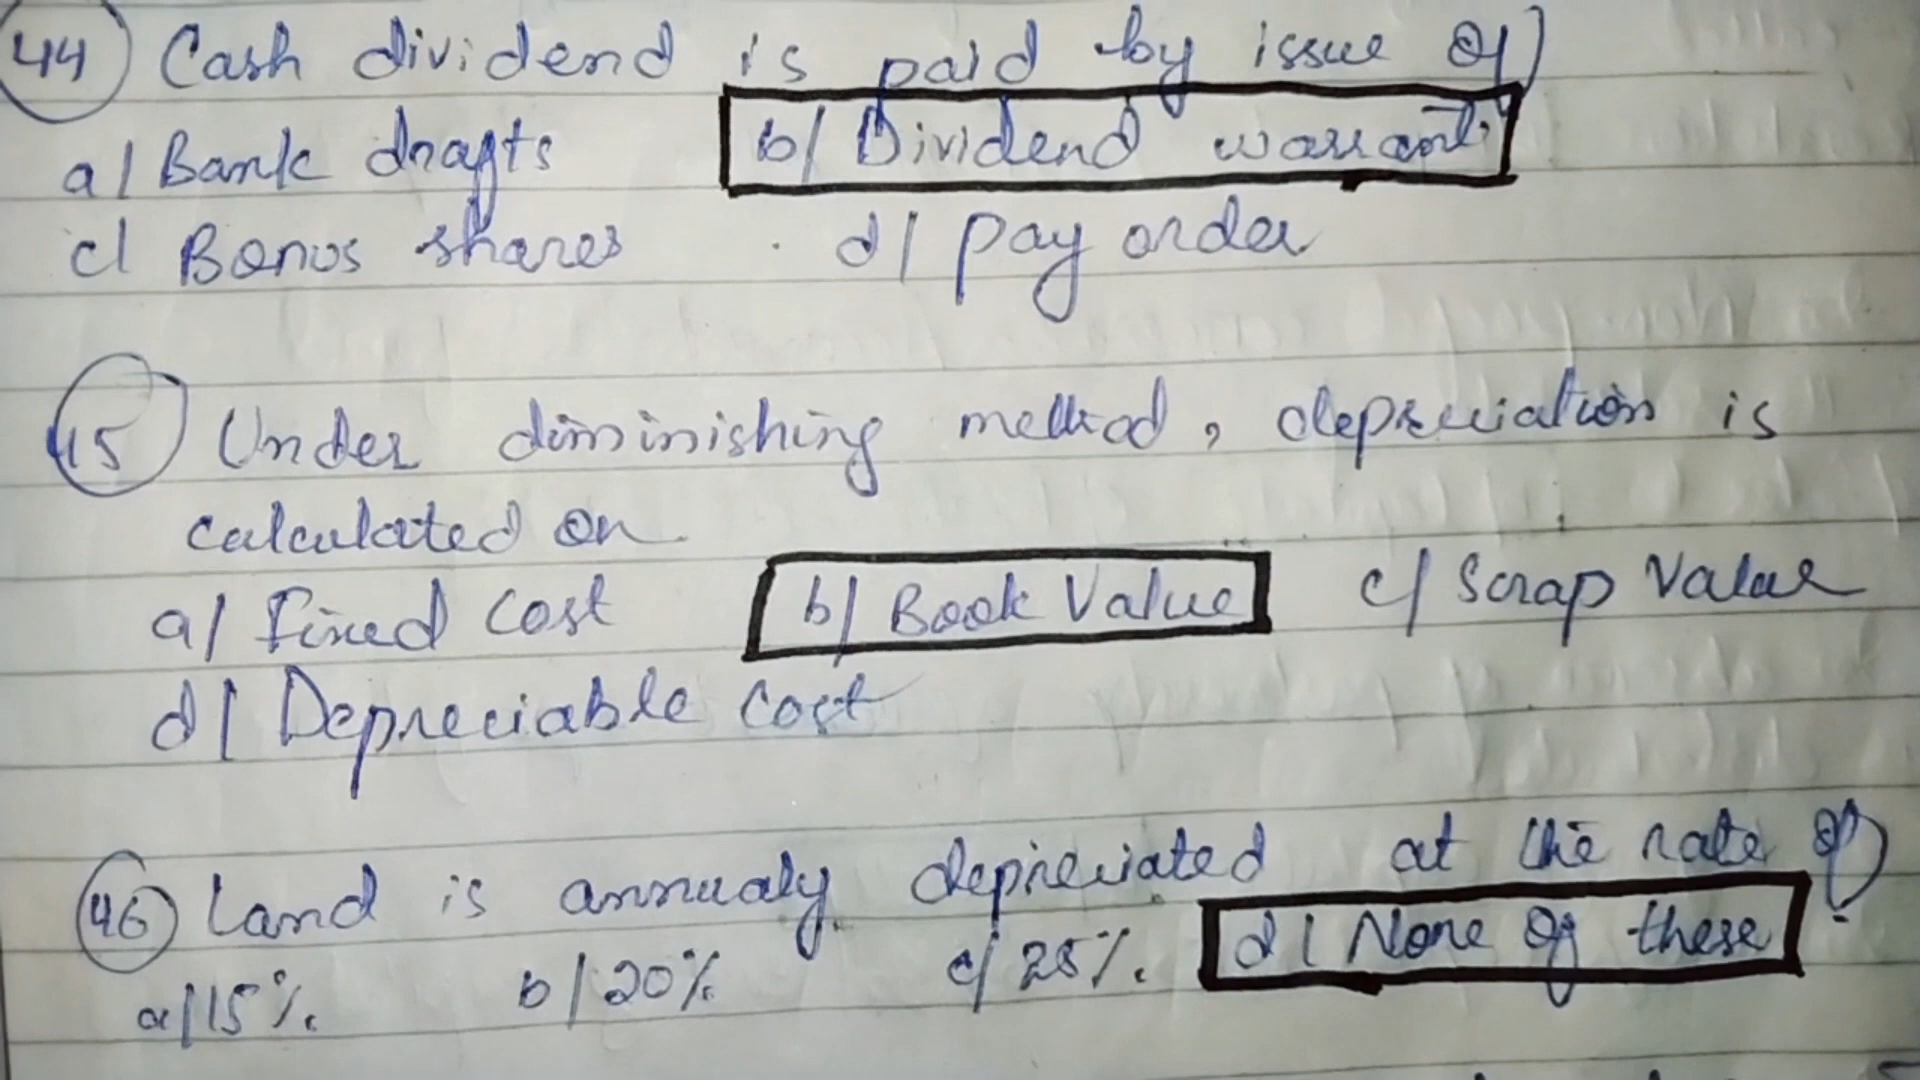 44 Cash dividend is paid by issue of
a/ Bank drafts b/ Dividend warrant
c/ Bonus shares d/ Pay order
45 Under diminishing method, depreciation is
calculated on
a/ Fixed cost b/ Book Value c/ Scrap Value
d/ Depreciable cost
46 Land is annualy depreciated at the rate of
a/ 15% b/ 20% c/ 25% d/ None of these